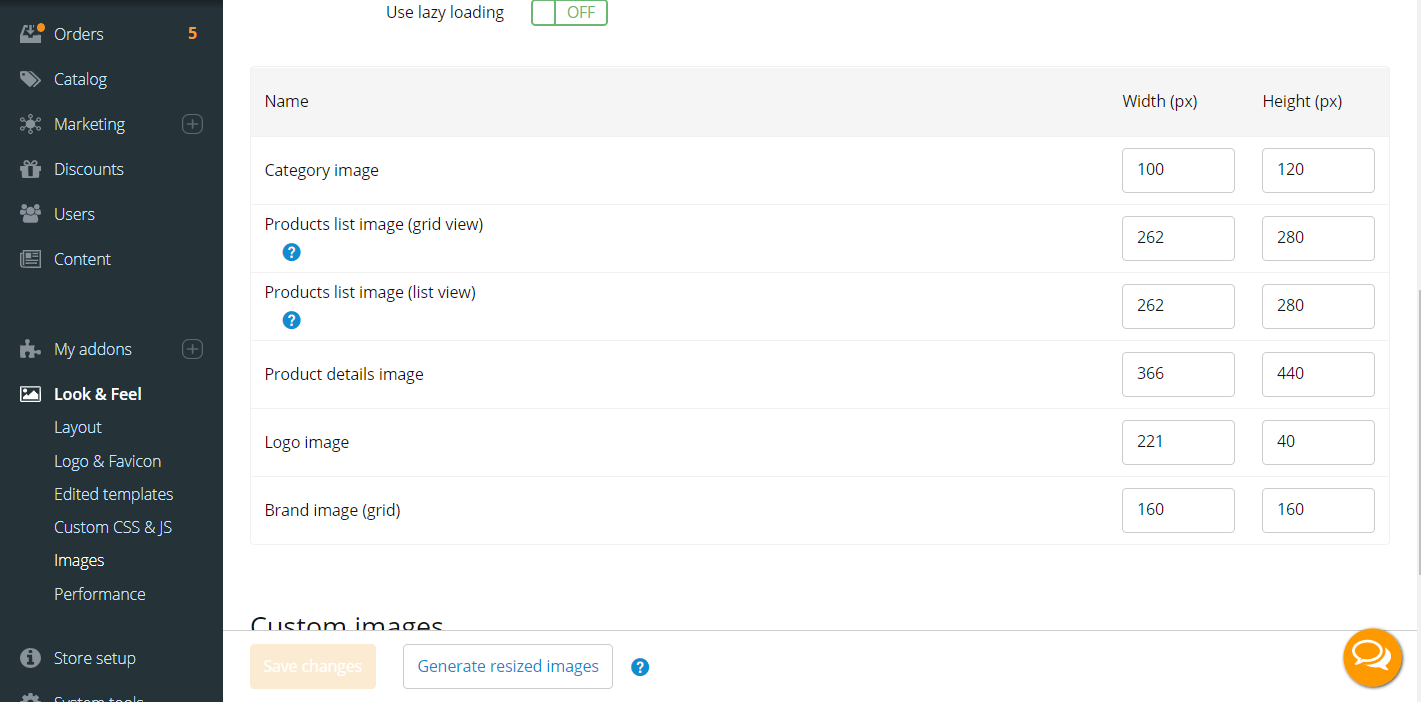 Orders 5
Catalog
Marketing
Discounts
Users
Content
My addons
Look & Feel
Layout
Logo & Favicon
Edited templates
Custom CSS & JS
Images
Performance
Store setup
System tools
Use lazy loading OFF
Name Width (px) Height (px)
Category image 100 120
Products list image (grid view) 262 280
?
Products list image (list view) 262 280
?
Product details image 366 440
Logo image 221 40
Brand image (grid) 160 160
Custom images
Save changes Generate resized images ?